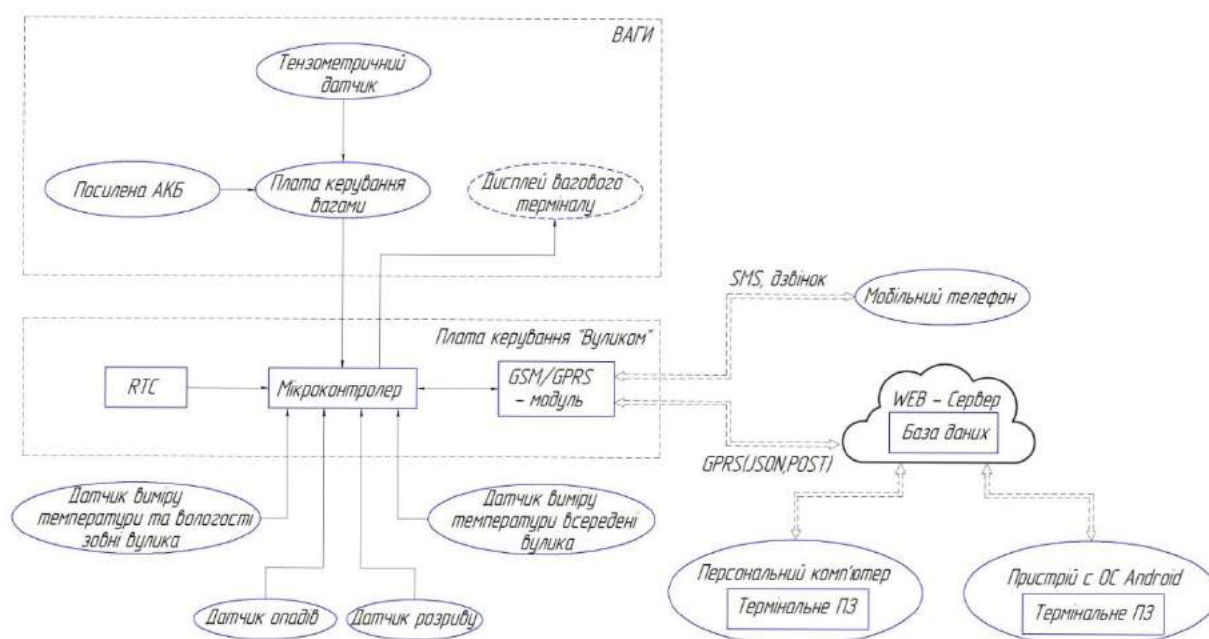 ВАГИ
Тензометричний
датчик
Посилена АКБ
Плата керування
вагами
Дисплей вагового
терміналу
SMS, дзвінок
Мобільний телефон
Плата керування "Вуликом"
RTC
Мікроконтролер
GSM/GPRS
- модуль
WEB - Сервер
База даних
GPRS(JSON,POST)
Датчик виміру
температури та вологості
зовні вулика
Датчик виміру
температури всередені
вулика
Датчик опадів
Датчик розриву
Персональний комп'ютер
Термінальне ПЗ
Пристрій с ОС Android
Термінальне ПЗ